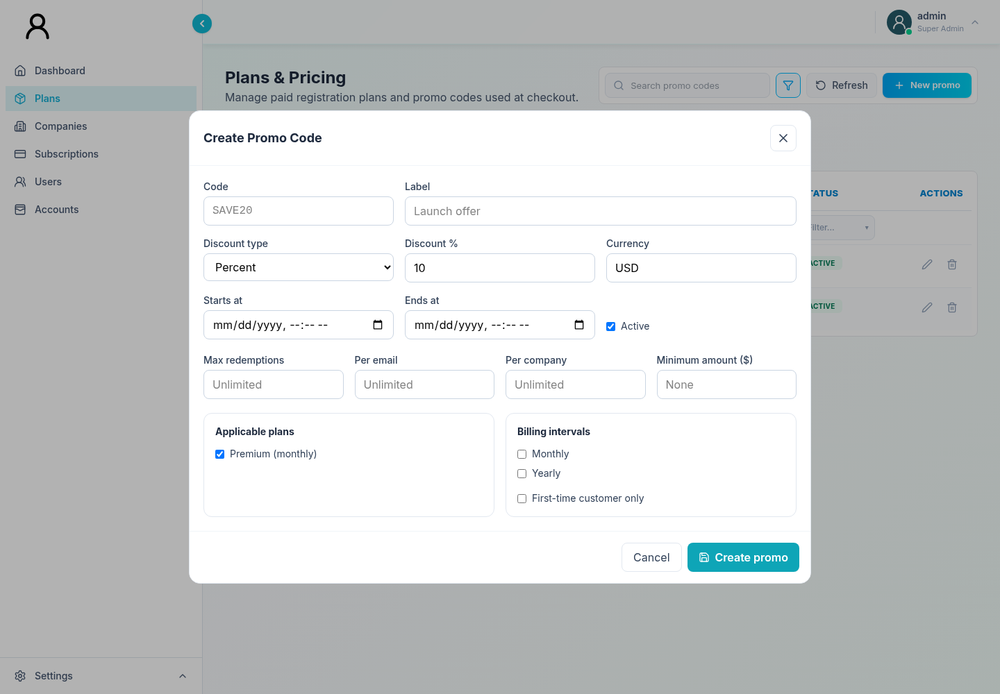 admin
Super Admin
Dashboard
Plans
Companies
Subscriptions
Users
Accounts
Settings
Plans & Pricing
Manage paid registration plans and promo codes used at checkout.
Search promo codes
Refresh
New promo
ACTIONS
Create Promo Code
Code
Label
SAVE20
Launch offer
Discount type
Discount %
Currency
Percent
10
USD
Starts at
Ends at
mm/dd/yyyy, --:-- --
mm/dd/yyyy, --:-- --
Active
Max redemptions
Per email
Per company
Minimum amount ($)
Unlimited
Unlimited
Unlimited
None
Applicable plans
Premium (monthly)
Billing intervals
Monthly
Yearly
First-time customer only
Cancel
Create promo